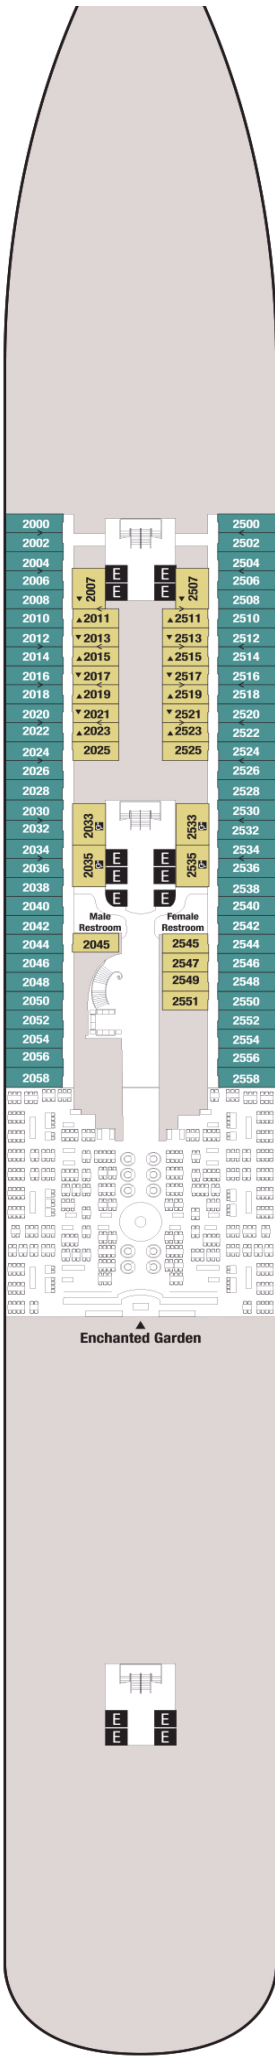 2000 2500
2002 2502
2004 2504
E E
2006 2007 2507 2506
E E
2008 2508
2010 2011 2511 2510
2012 2013 2513 2512
2014 2015 2515 2514
2016 2017 2517 2516
2018 2019 2519 2518
2020 2021 2521 2520
2022 2023 2523 2522
2024 2025 2525 2524
2026 2526
2028 2528
2030 2530
2032 2033 2533 2532
2034 2534
E E
2036 2035 2535 2536
E E
2038 2538
E E
2040 2540
Male Female
2042 Restroom Restroom 2542
2044 2045 2545 2544
2046 2547 2546
2048 2549 2548
2050 2551 2550
2052 2552
2054 2554
2056 2556
2058 2558
Enchanted Garden
E E
E E